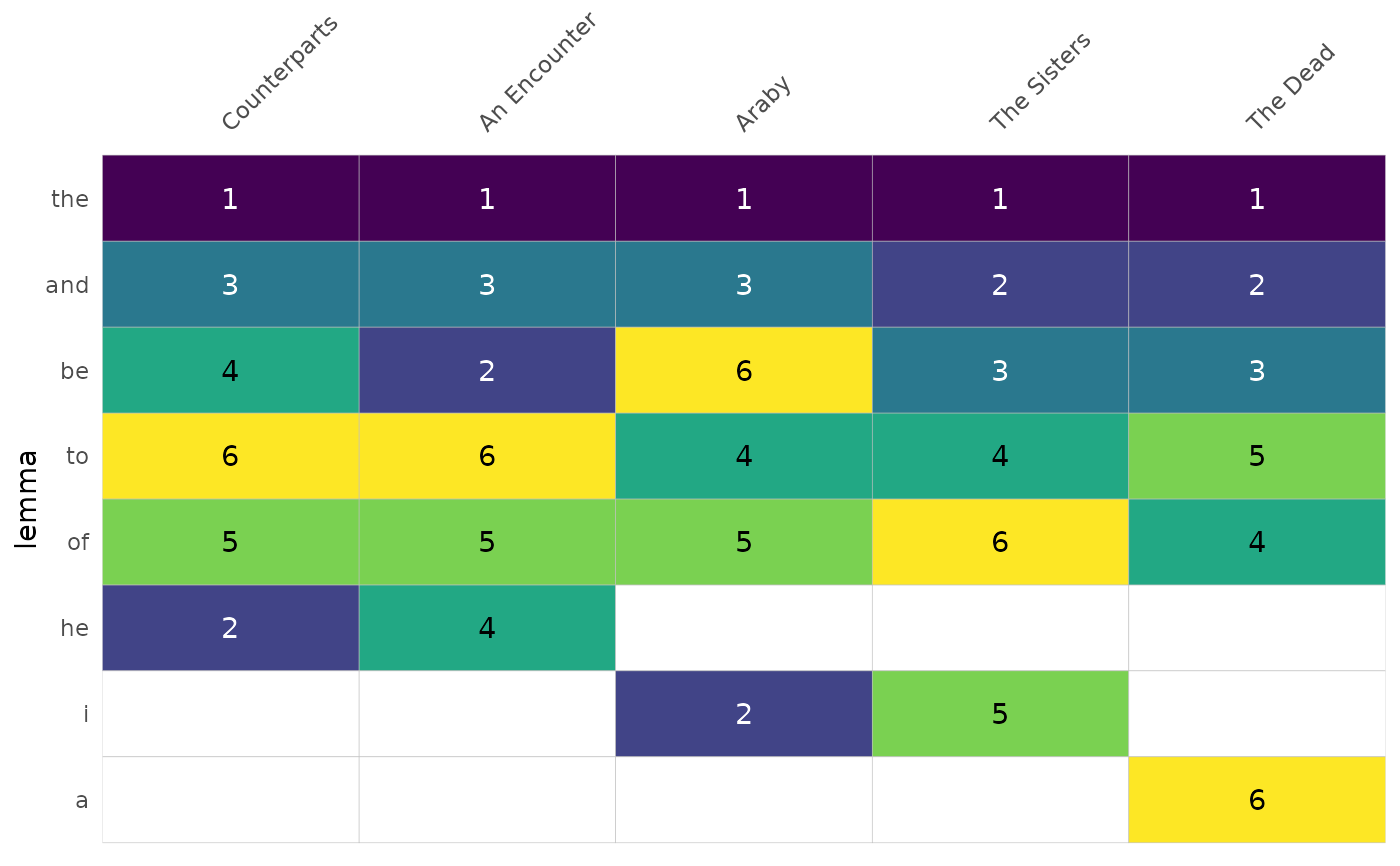 Counterparts An Encounter Araby The Sisters The Dead
the 1 1 1 1 1
and 3 3 3 2 2
be 4 2 6 3 3
to 6 6 4 4 5
of 5 5 5 6 4
he 2 4
i 2 5
a 6
lemma